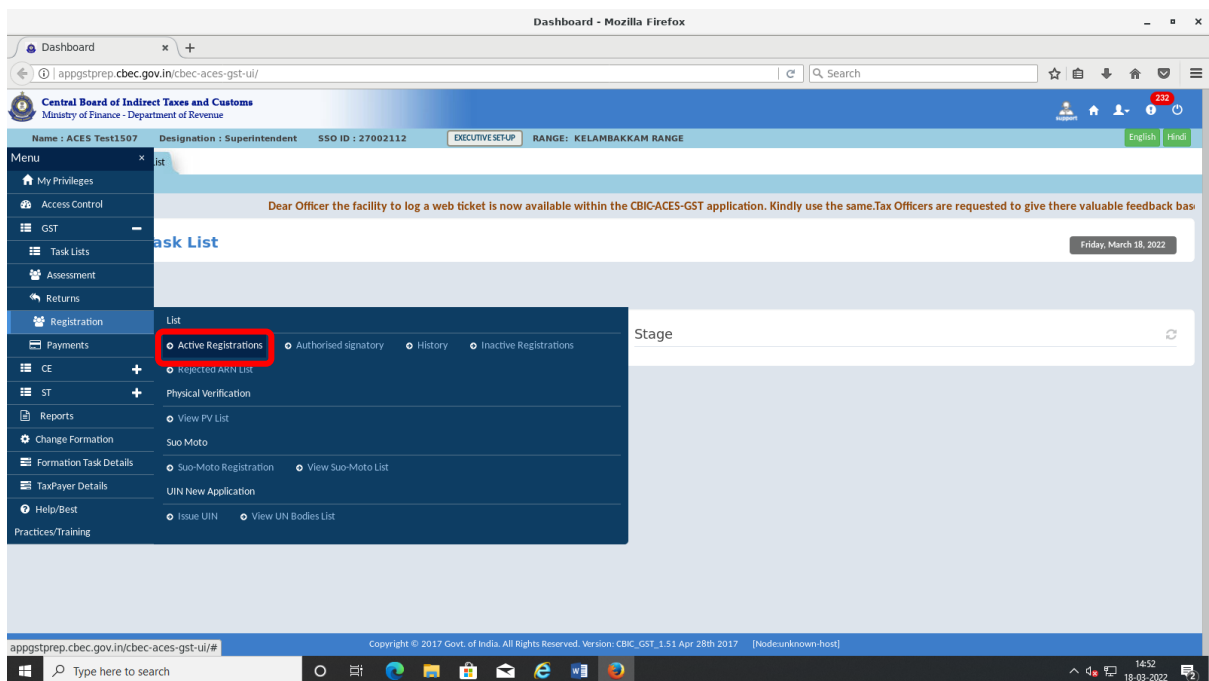 Dashboard - Mozilla Firefox
Dashboard
appgstprep.cbec.gov.in/cbec-aces-gst-ui/
Search
Central Board of Indirect Taxes and Customs
Ministry of Finance - Department of Revenue
support
232
Name : ACES Test1507 Designation : Superintendent SSO ID : 27002112 EXECUTIVE SET-UP RANGE: KELAMBAKKAM RANGE English Hindi
Menu ×
ist
My Privileges
Access Control
Dear Officer the facility to log a web ticket is now available within the CBIC-ACES-GST application. Kindly use the same.Tax Officers are requested to give there valuable feedback bas
GST
Task Lists
ask List
Friday, March 18, 2022
Assessment
Returns
Registration
Payments
CE
ST
Reports
Change Formation
Formation Task Details
TaxPayer Details
Help/Best
Practices/Training
List
Active Registrations Authorised signatory History Inactive Registrations
Rejected ARN List
Physical Verification
View PV List
Suo Moto
Suo-Moto Registration View Suo-Moto List
UIN New Application
Issue UIN View UN Bodies List
Stage
appgstprep.cbec.gov.in/cbec-aces-gst-ui/#
Copyright © 2017 Govt. of India. All Rights Reserved. Version: CBIC_GST_1.51 Apr 28th 2017 [Node:unknown-host]
Type here to search
14:52
18-03-2022
2